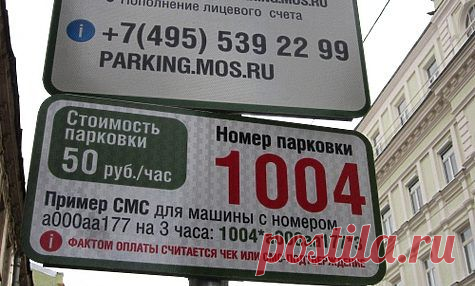 Пополнение лицевого счета
i +7(495) 539 22 99
PARKING.MOS.RU
Стоимость
парковки
50 руб./час
Номер парковки
1004
Пример СМС для машины с номером
а000аа177 на 3 часа: 1004*
i ФАКТОМ ОПЛАТЫ СЧИТАЕТСЯ ЧЕК ИЛИ
postila.ru